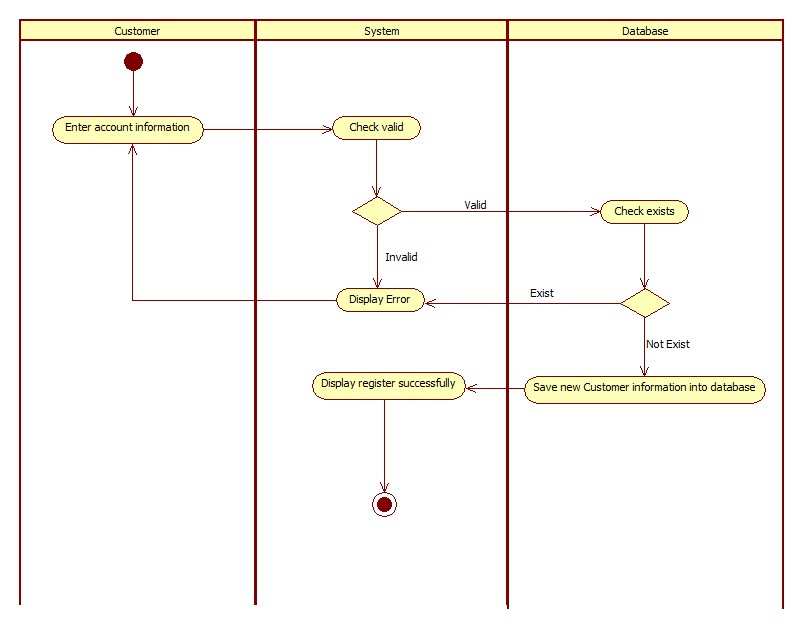 Customer
System
Database
Enter account information
Check valid
Valid
Check exists
Invalid
Exist
Display Error
Not Exist
Display register successfully
Save new Customer information into database